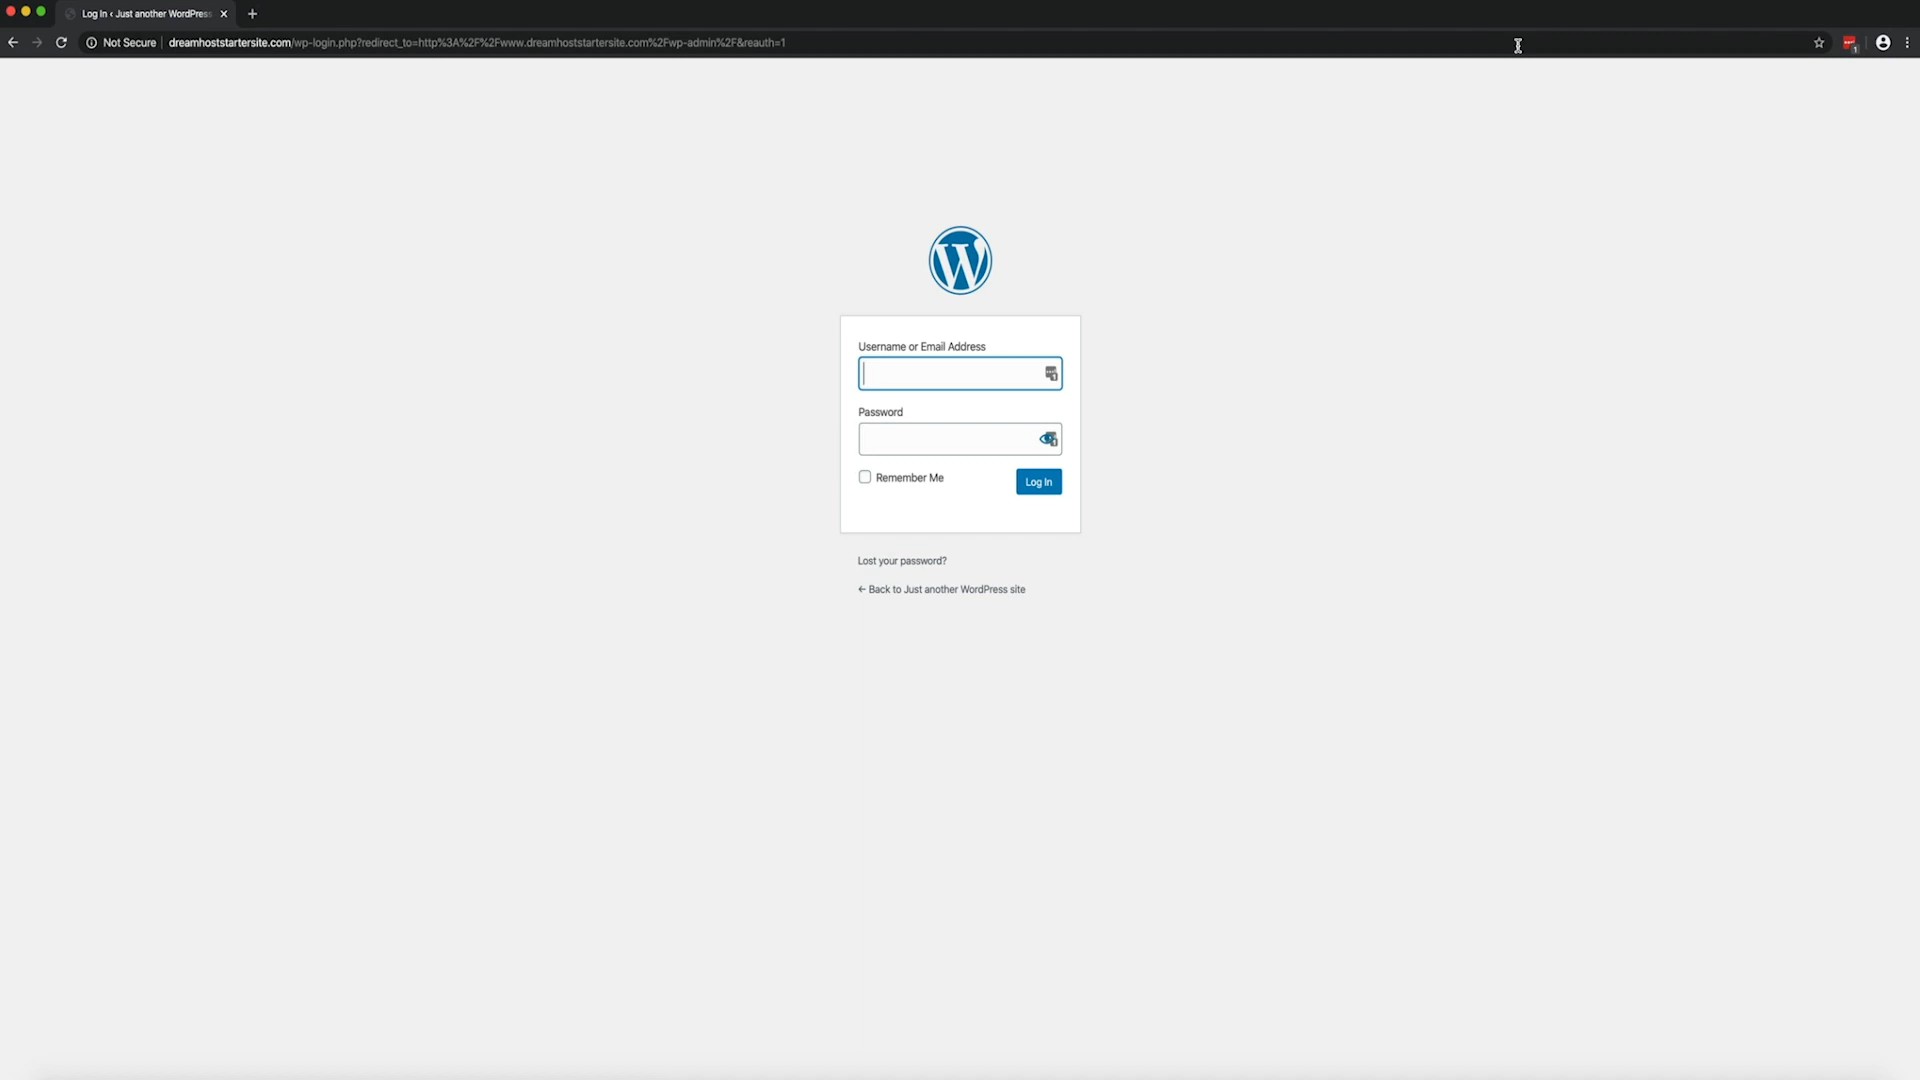 Log In ‹ Just another WordPress
Not Secure
dreamhoststartersite.com/wp-login.php?redirect_to=http%3A%2F%2Fwww.dreamhoststartersite.com%2Fwp-admin%2F&reauth=1
Username or Email Address
Password
Remember Me
Log In
Lost your password?
← Back to Just another WordPress site